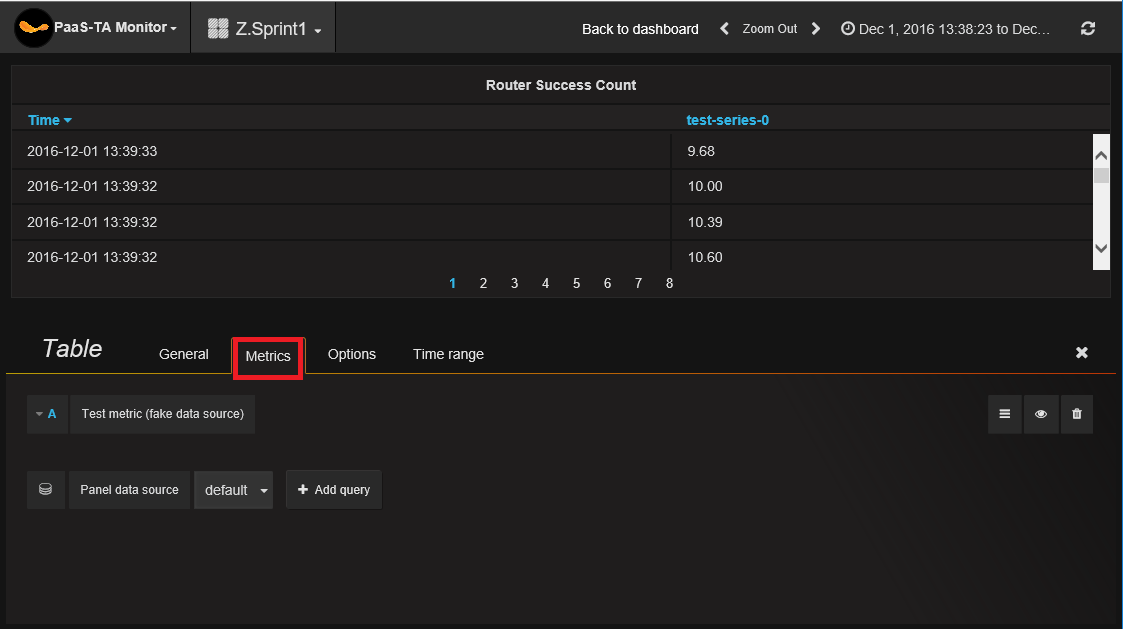 PaaS-TA Monitor Z.Sprint1 Back to dashboard Zoom Out Dec 1, 2016 13:38:23 to Dec...
Router Success Count
Time test-series-0
2016-12-01 13:39:33 9.68
2016-12-01 13:39:32 10.00
2016-12-01 13:39:32 10.39
2016-12-01 13:39:32 10.60
1 2 3 4 5 6 7 8
Table General Metrics Options Time range
A Test metric (fake data source)
Panel data source default Add query